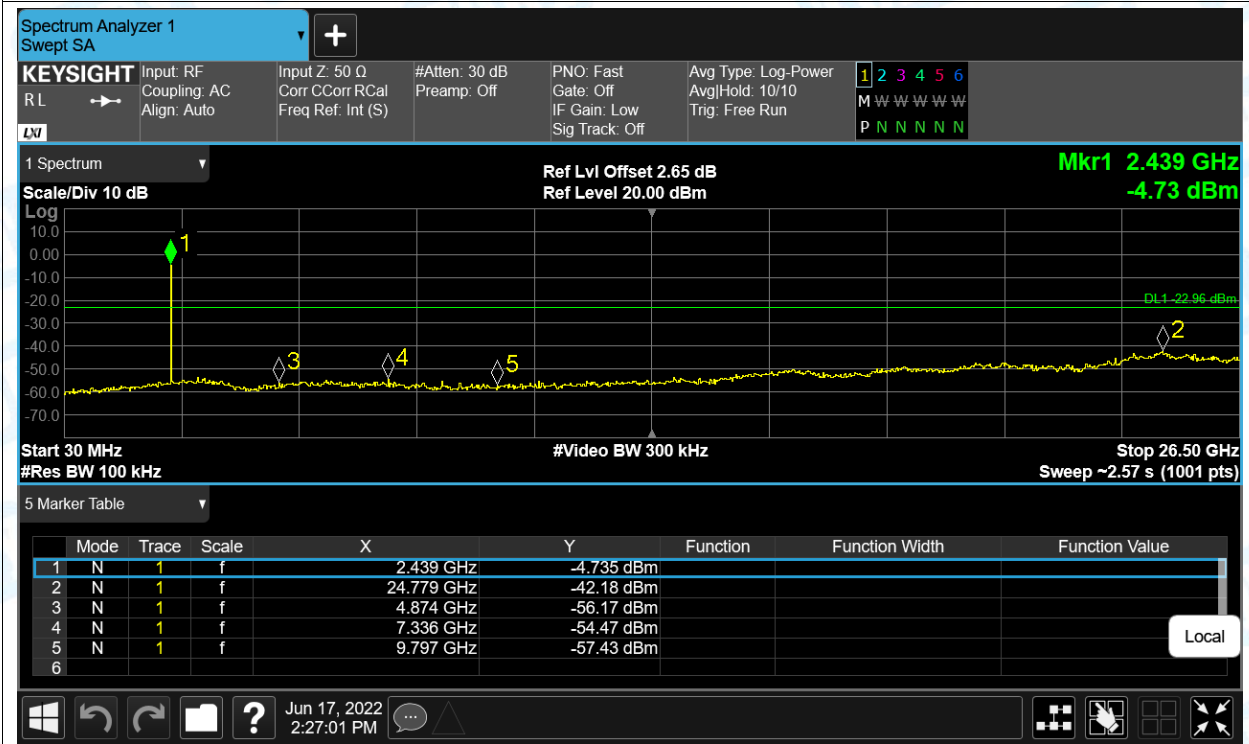 Spectrum Analyzer 1
Swept SA
KEYSIGHT
R L
LXI
Input: RF
Coupling: AC
Align: Auto
Input Z: 50 Ω
Corr CCorr RCal
Freq Ref: Int (S)
#Atten: 30 dB
Preamp: Off
PNO: Fast
Gate: Off
IF Gain: Low
Sig Track: Off
Avg Type: Log-Power
Avg|Hold: 10/10
Trig: Free Run
1 2 3 4 5 6
M W W W W W
P N N N N N
1 Spectrum
Scale/Div 10 dB
Ref Lvl Offset 2.65 dB
Ref Level 20.00 dBm
Mkr1 2.439 GHz
-4.73 dBm
Log
10.0
0.00
-10.0
-20.0
-30.0
-40.0
-50.0
-60.0
-70.0
1
3
4
5
2
DL1 -22.96 dBm
Start 30 MHz
#Res BW 100 kHz
#Video BW 300 kHz
Stop 26.50 GHz
Sweep ~2.57 s (1001 pts)
5 Marker Table
Mode Trace Scale X Y Function Function Width Function Value
1 N 1 f 2.439 GHz -4.735 dBm
2 N 1 f 24.779 GHz -42.18 dBm
3 N 1 f 4.874 GHz -56.17 dBm
4 N 1 f 7.336 GHz -54.47 dBm
5 N 1 f 9.797 GHz -57.43 dBm
6
Local
Jun 17, 2022
2:27:01 PM